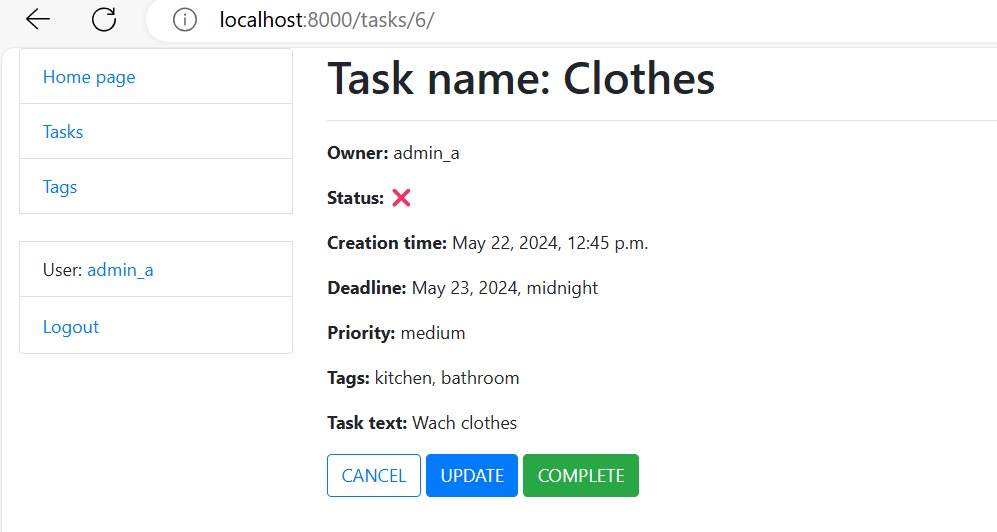 localhost:8000/tasks/6/
Home page
Tasks
Tags
User: admin_a
Logout
Task name: Clothes
Owner: admin_a
Status: ❌
Creation time: May 22, 2024, 12:45 p.m.
Deadline: May 23, 2024, midnight
Priority: medium
Tags: kitchen, bathroom
Task text: Wach clothes
CANCEL UPDATE COMPLETE